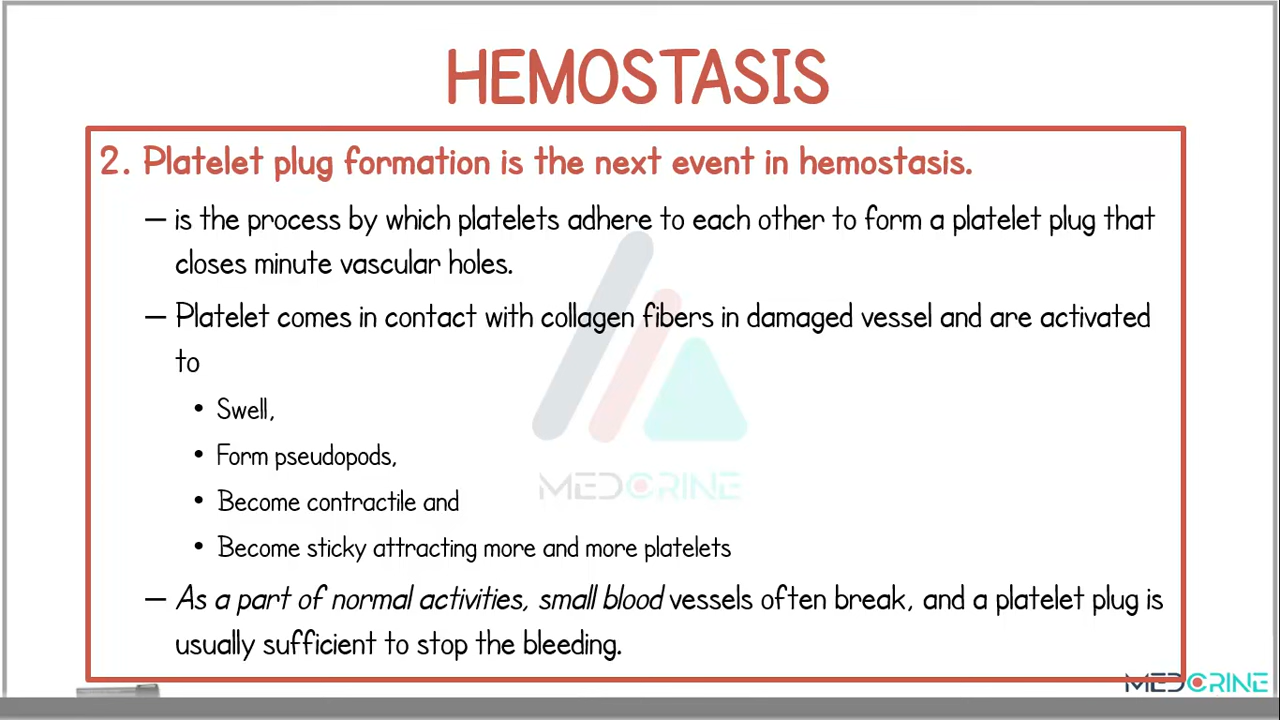 HEMOSTASIS
2. Platelet plug formation is the next event in hemostasis.
– is the process by which platelets adhere to each other to form a platelet plug that
closes minute vascular holes.
– Platelet comes in contact with collagen fibers in damaged vessel and are activated
to
• Swell,
• Form pseudopods,
• Become contractile and
MEDCRINE
• Become sticky attracting more and more platelets
– As a part of normal activities, small blood vessels often break, and a platelet plug is
usually sufficient to stop the bleeding.
MEDCRINE